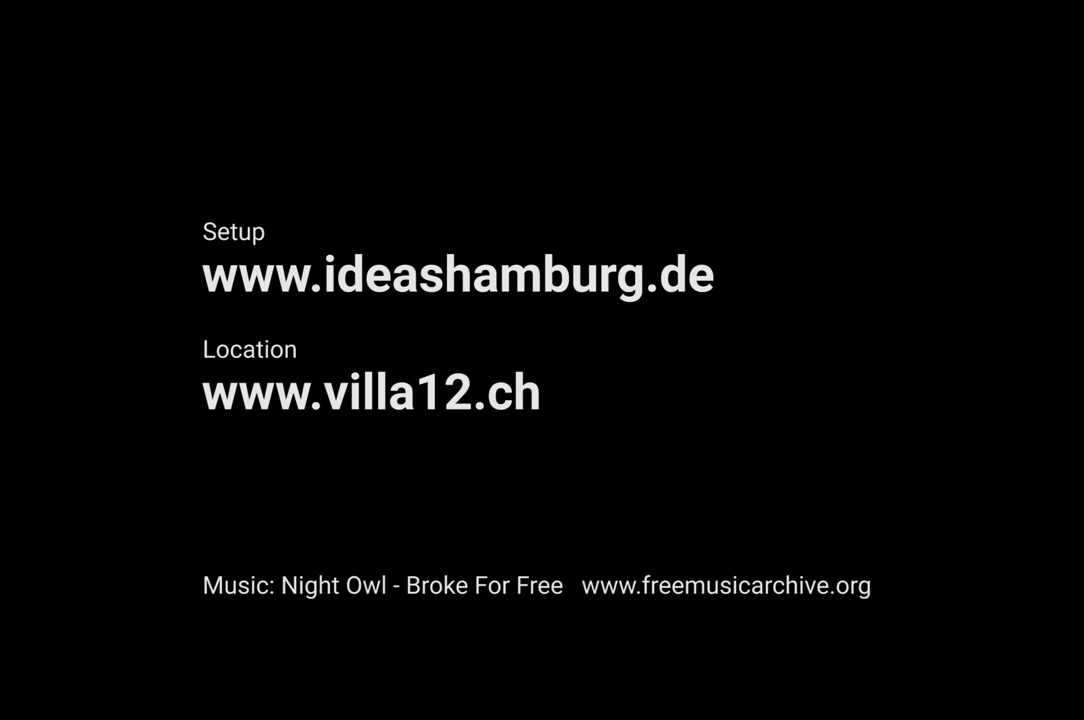 Setup
www.ideashamburg.de
Location
www.villa12.ch
Music: Night Owl - Broke For Free www.freemusicarchive.org